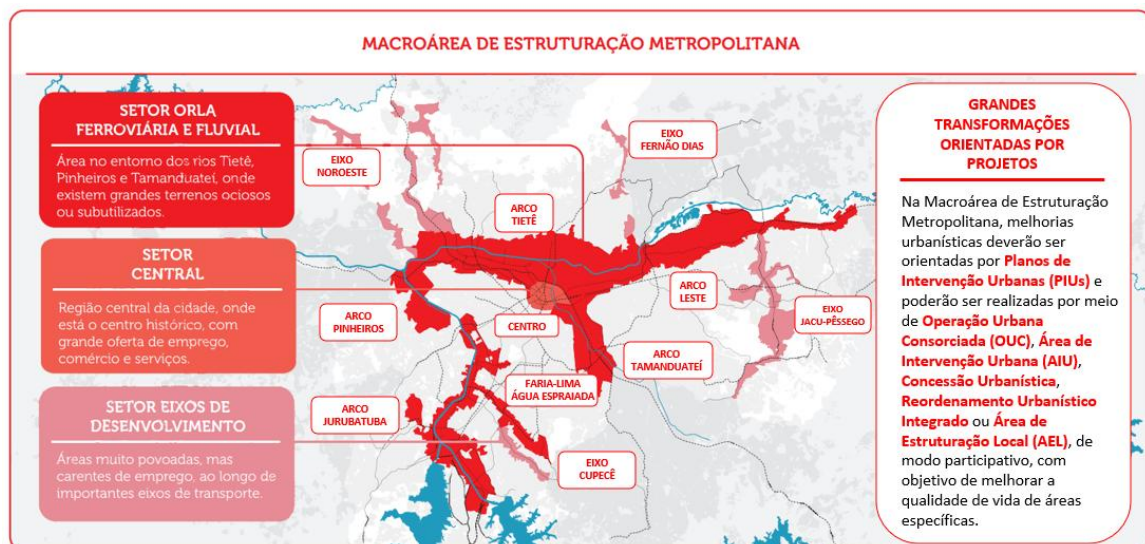 MACROÁREA DE ESTRUTURAÇÃO METROPOLITANA
SETOR ORLA
FERROVIÁRIA E FLUVIAL
Área no entorno dos rios Tietê,
Pinheiros e Tamanduateí, onde
existem grandes terrenos ociosos
ou subutilizados.
SETOR
CENTRAL
Região central da cidade, onde
está o centro histórico, com
grande oferta de emprego,
comércio e serviços.
SETOR EIXOS DE
DESENVOLVIMENTO
Áreas muito povoadas, mas
carentes de emprego, ao longo de
importantes eixos de transporte.
EIXO
NOROESTE
EIXO
FERNÃO DIAS
ARCO
TIETÊ
ARCO
PINHEIROS
CENTRO
ARCO
LESTE
EIXO
JACU-PÊSSEGO
ARCO
TAMANDUATEÍ
FARIA-LIMA
ÁGUA ESPRAIADA
ARCO
JURUBATUBA
EIXO
CUPECÊ
GRANDES
TRANSFORMAÇÕES
ORIENTADAS POR
PROJETOS
Na Macroárea de Estruturação
Metropolitana, melhorias
urbanísticas deverão ser
orientadas por Planos de
Intervenção Urbanas (PIUs) e
poderão ser realizadas por meio
de Operação Urbana
Consorciada (OUC), Área de
Intervenção Urbana (AIU),
Concessão Urbanística,
Reordenamento Urbanístico
Integrado ou Área de
Estruturação Local (AEL), de
modo participativo, com
objetivo de melhorar a
qualidade de vida de áreas
específicas.